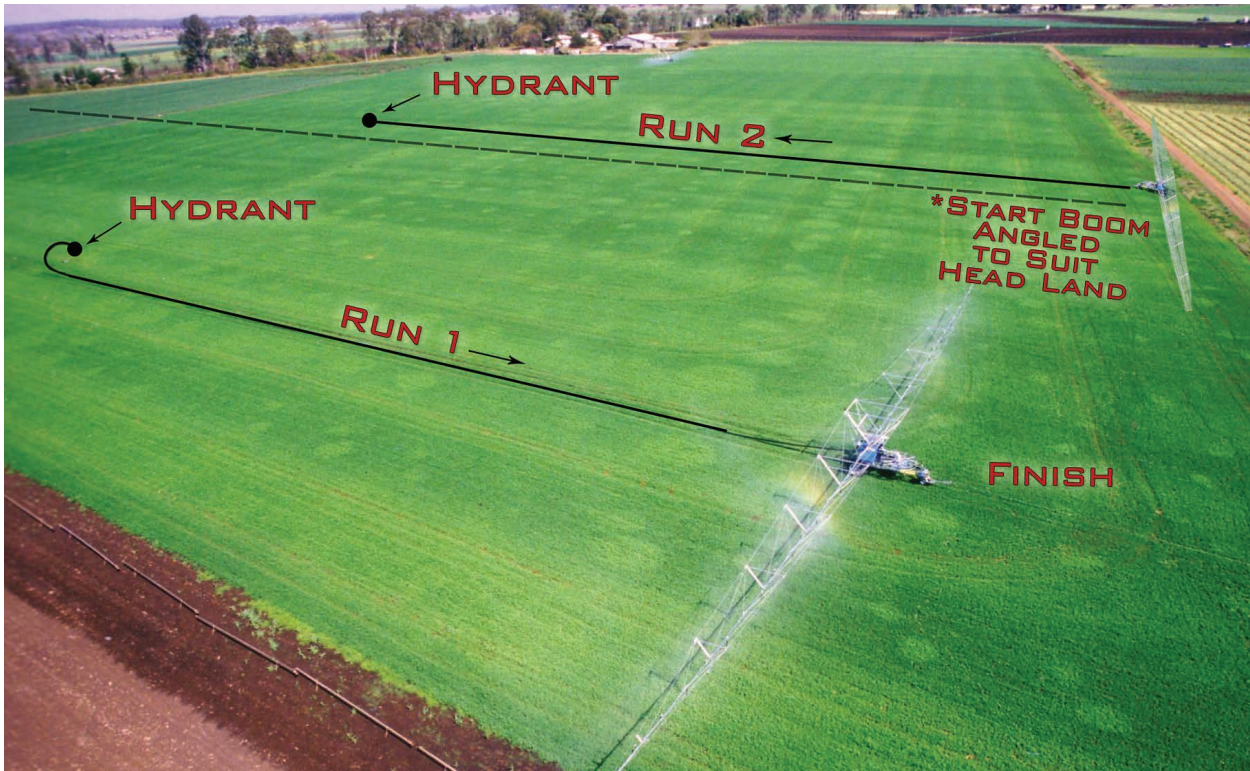 HYDRANT
RUN 2
HYDRANT
*START BOOM
ANGLED
TO SUIT
HEAD LAND
RUN 1
FINISH